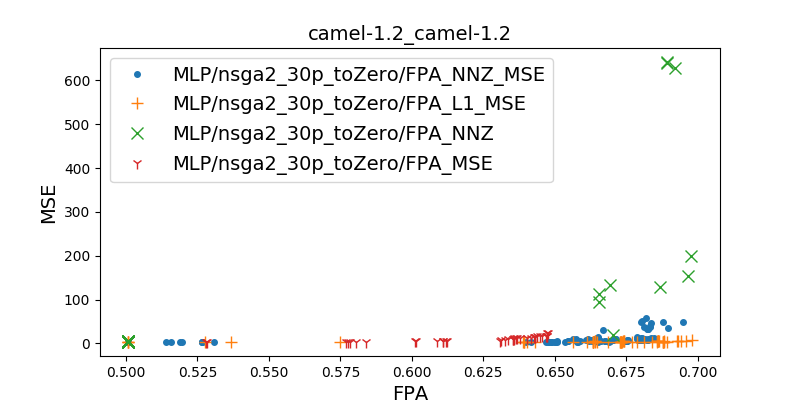 camel-1.2_camel-1.2
MLP/nsga2_30p_toZero/FPA_NNZ_MSE
MLP/nsga2_30p_toZero/FPA_L1_MSE
MLP/nsga2_30p_toZero/FPA_NNZ
MLP/nsga2_30p_toZero/FPA_MSE
MSE
600
500
400
300
200
100
0
0.500 0.525 0.550 0.575 0.600 0.625 0.650 0.675 0.700
FPA